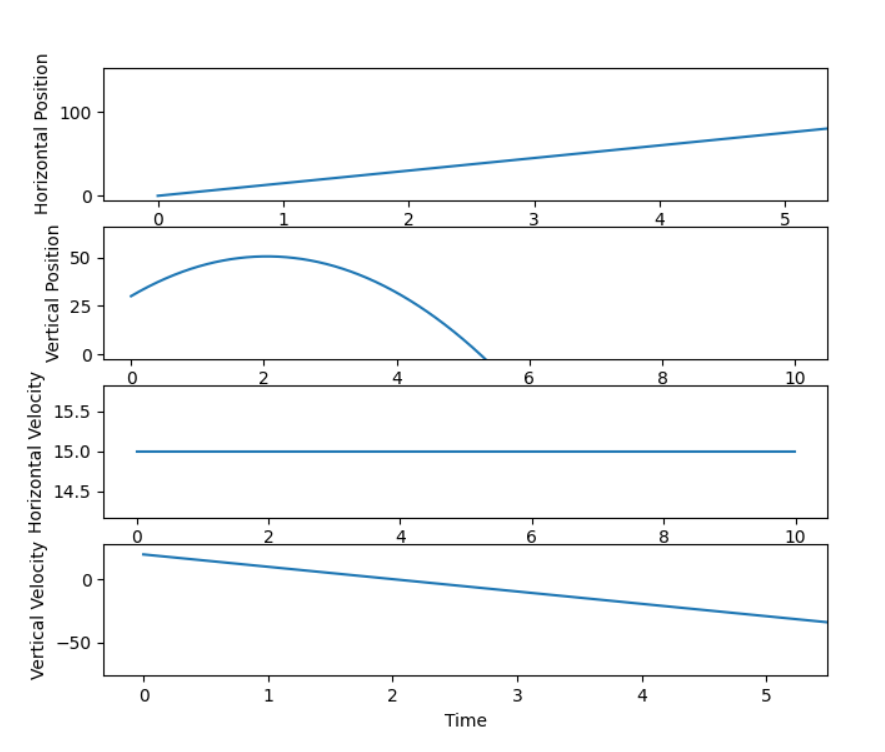 Horizontal Position
100
0
0 1 2 3 4 5
Vertical Position
50
25
0
0 2 4 6 8 10
Horizontal Velocity
15.5
15.0
14.5
0 2 4 6 8 10
Vertical Velocity
0
−50
0 1 2 3 4 5
Time